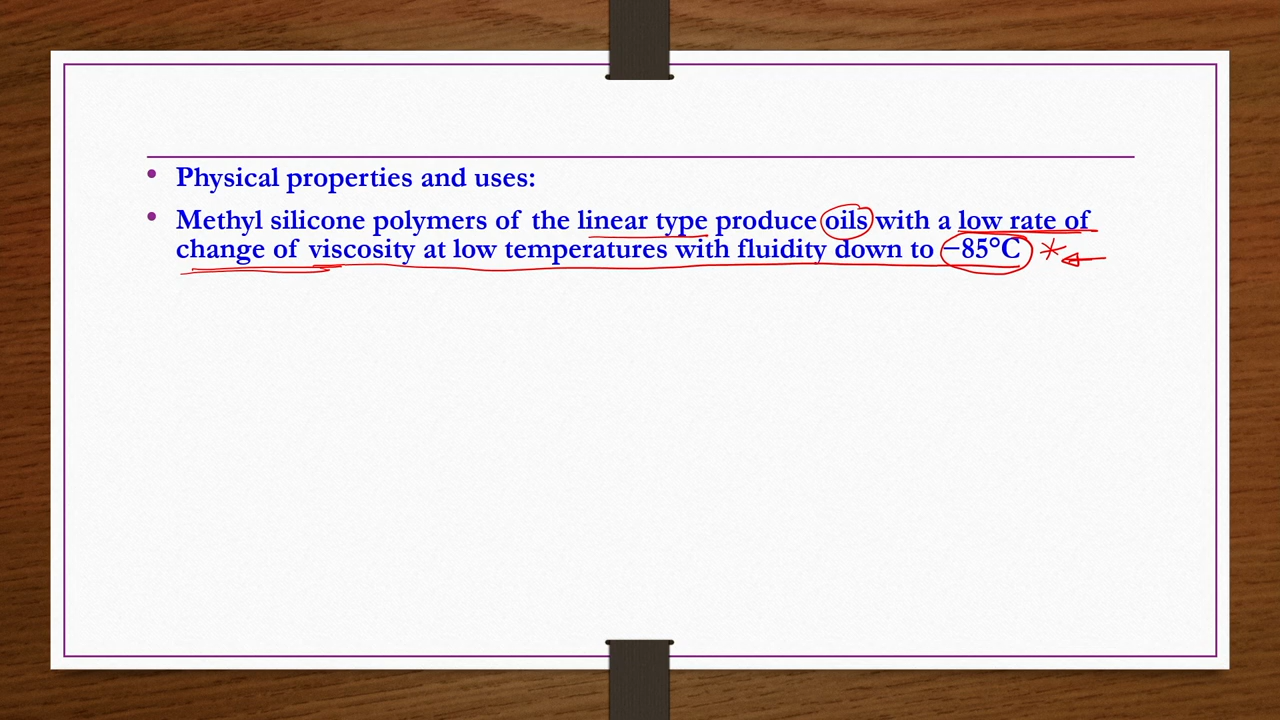 • Physical properties and uses:
• Methyl silicone polymers of the linear type produce oils with a low rate of
change of viscosity at low temperatures with fluidity down to −85°C *